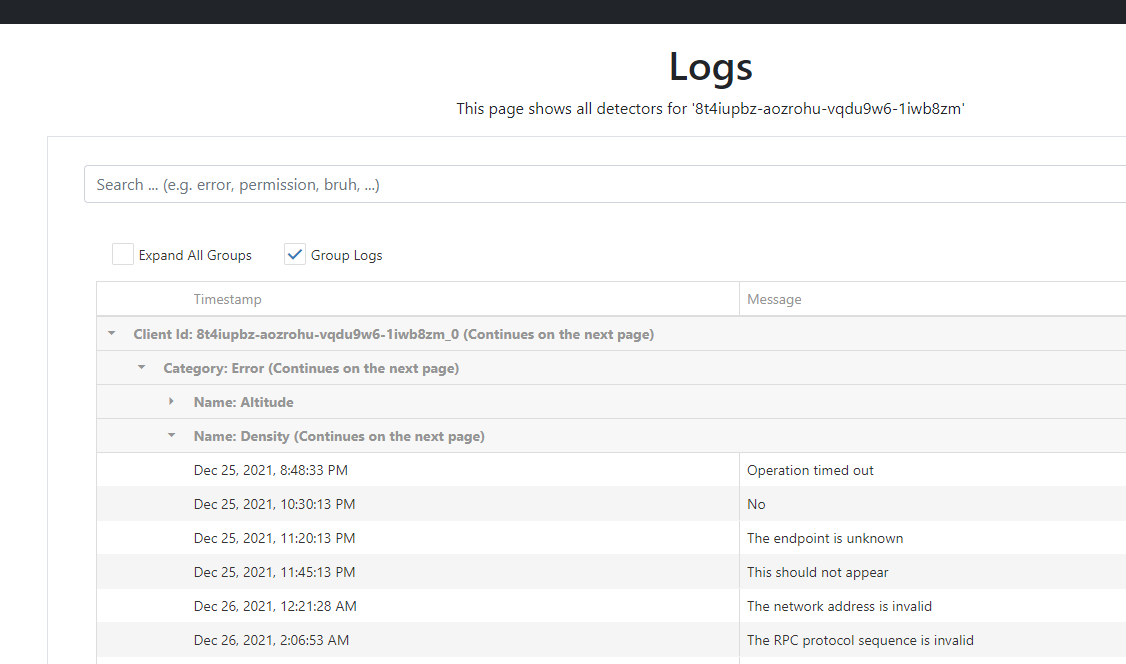 Logs
This page shows all detectors for '8t4iupbz-aozrohu-vqdu9w6-1iwb8zm'
Search ... (e.g. error, permission, bruh, ...)
Expand All Groups Group Logs
Timestamp Message
Client Id: 8t4iupbz-aozrohu-vqdu9w6-1iwb8zm_0 (Continues on the next page)
Category: Error (Continues on the next page)
Name: Altitude
Name: Density (Continues on the next page)
Dec 25, 2021, 8:48:33 PM Operation timed out
Dec 25, 2021, 10:30:13 PM No
Dec 25, 2021, 11:20:13 PM The endpoint is unknown
Dec 25, 2021, 11:45:13 PM This should not appear
Dec 26, 2021, 12:21:28 AM The network address is invalid
Dec 26, 2021, 2:06:53 AM The RPC protocol sequence is invalid